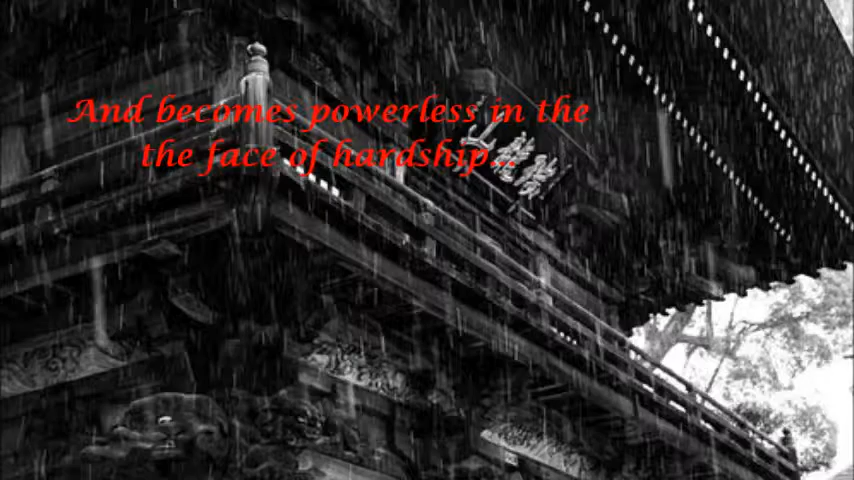 And becomes powerless in the
the face of hardship...